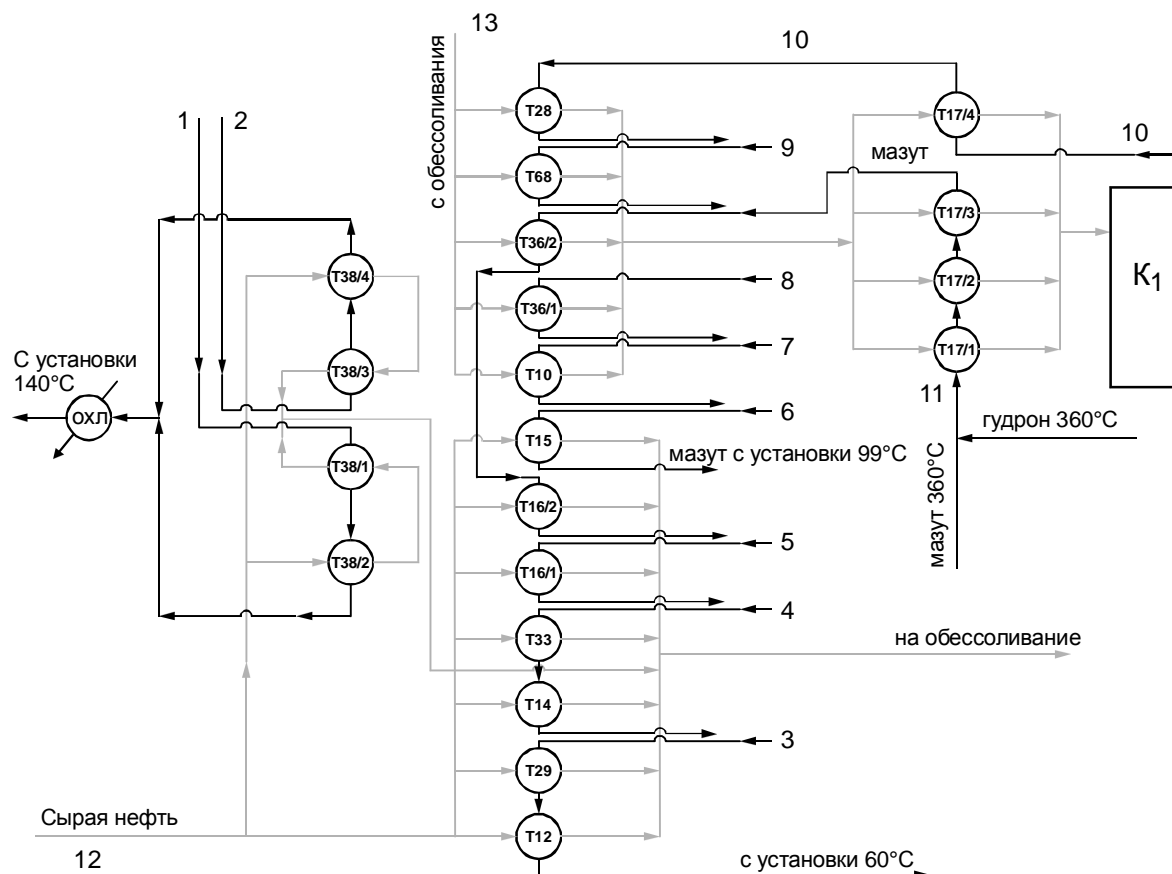 13
10
1
2
с обессоливания
T28
T17/4
9
10
мазут
T68
T17/3
T36/2
T38/4
8
T17/2
К1
T36/1
7
T17/1
С установки
140°C
T38/3
T10
11
6
ОХЛ
гудрон 360°C
T15
мазут с установки 99°C
T38/1
мазут 360°C
T16/2
5
T38/2
T16/1
4
T33
на обессоливание
T14
3
T29
Сырая нефть
T12
12
с установки 60°C